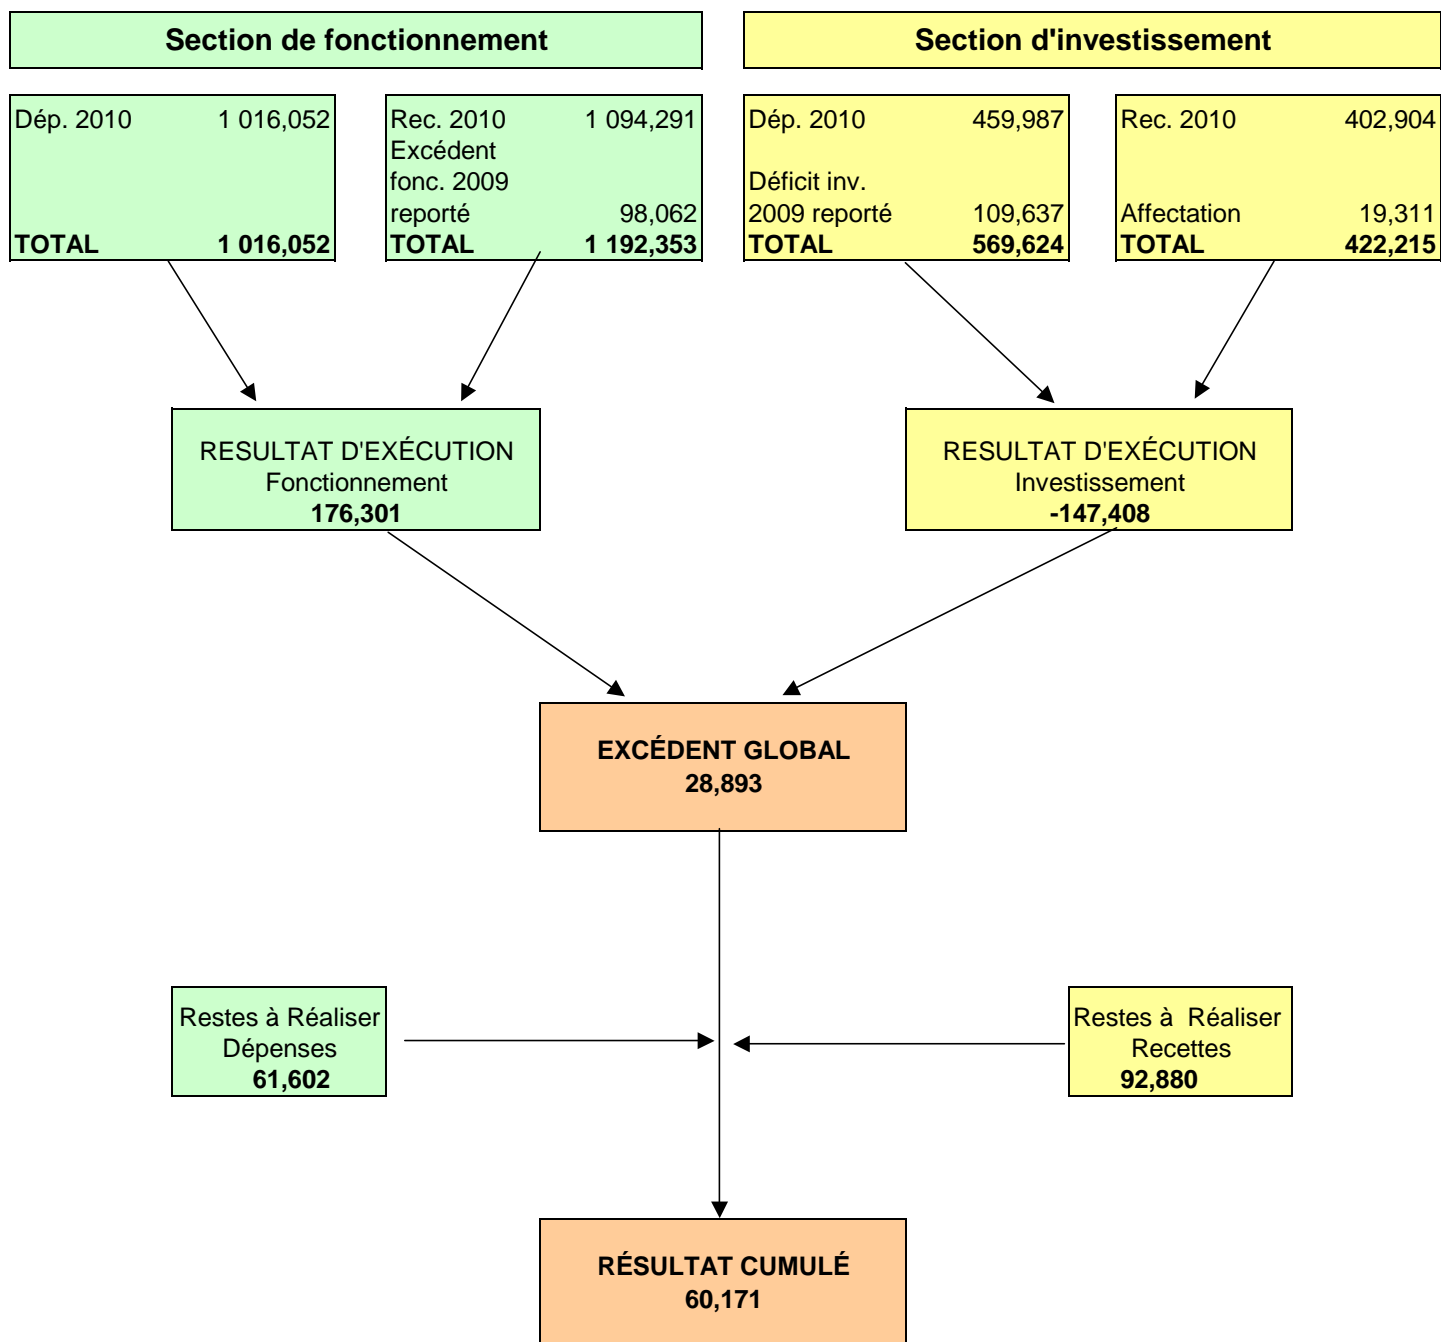 Section de fonctionnement
Section d'investissement
Dép. 2010 1 016,052
TOTAL 1 016,052
Rec. 2010 1 094,291
Excédent
fonc. 2009
reporté 98,062
TOTAL 1 192,353
Dép. 2010 459,987
Déficit inv.
2009 reporté 109,637
TOTAL 569,624
Rec. 2010 402,904
Affectation 19,311
TOTAL 422,215
RESULTAT D'EXÉCUTION
Fonctionnement
176,301
RESULTAT D'EXÉCUTION
Investissement
-147,408
EXCÉDENT GLOBAL
28,893
Restes à Réaliser
Dépenses
61,602
Restes à Réaliser
Recettes
92,880
RÉSULTAT CUMULÉ
60,171